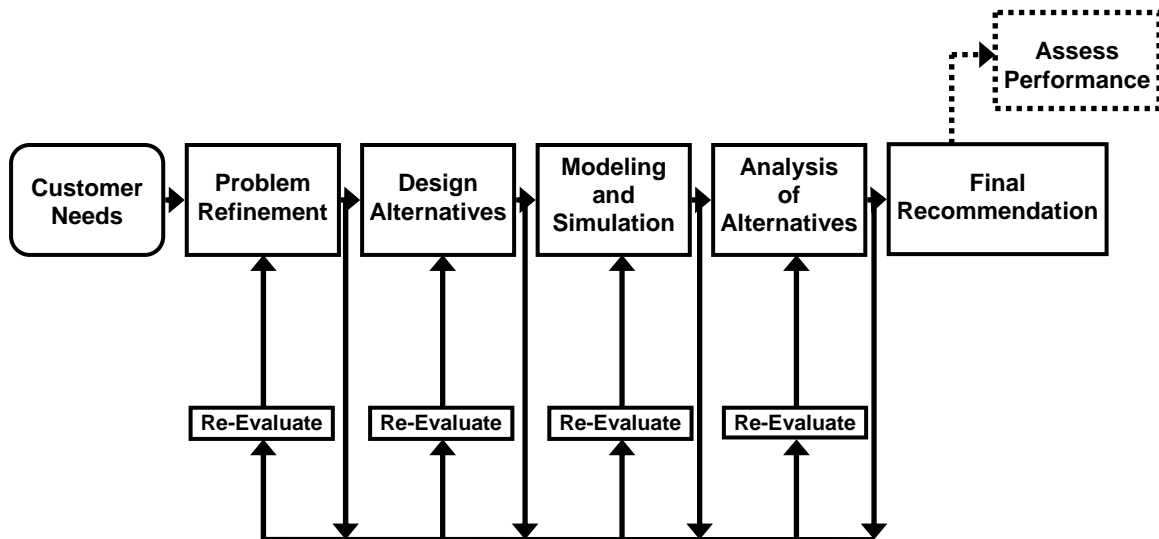 Assess
Performance
Customer
Needs
Problem
Refinement
Design
Alternatives
Modeling
and
Simulation
Analysis
of
Alternatives
Final
Recommendation
Re-Evaluate
Re-Evaluate
Re-Evaluate
Re-Evaluate